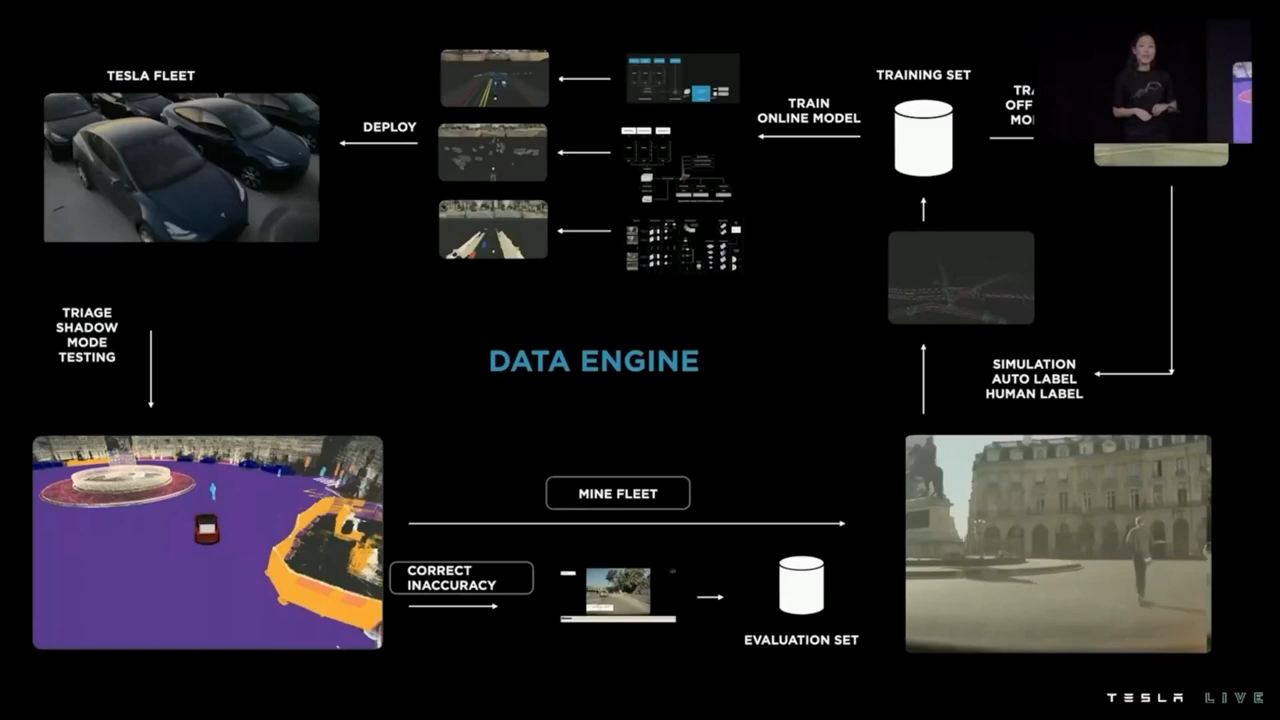 TESLA FLEET
DEPLOY
TRAIN
ONLINE MODEL
TRAINING SET
TRIAGE
SHADOW
MODE
TESTING
DATA ENGINE
SIMULATION
AUTO LABEL
HUMAN LABEL
MINE FLEET
CORRECT
INACCURACY
EVALUATION SET
TESLA LIVE